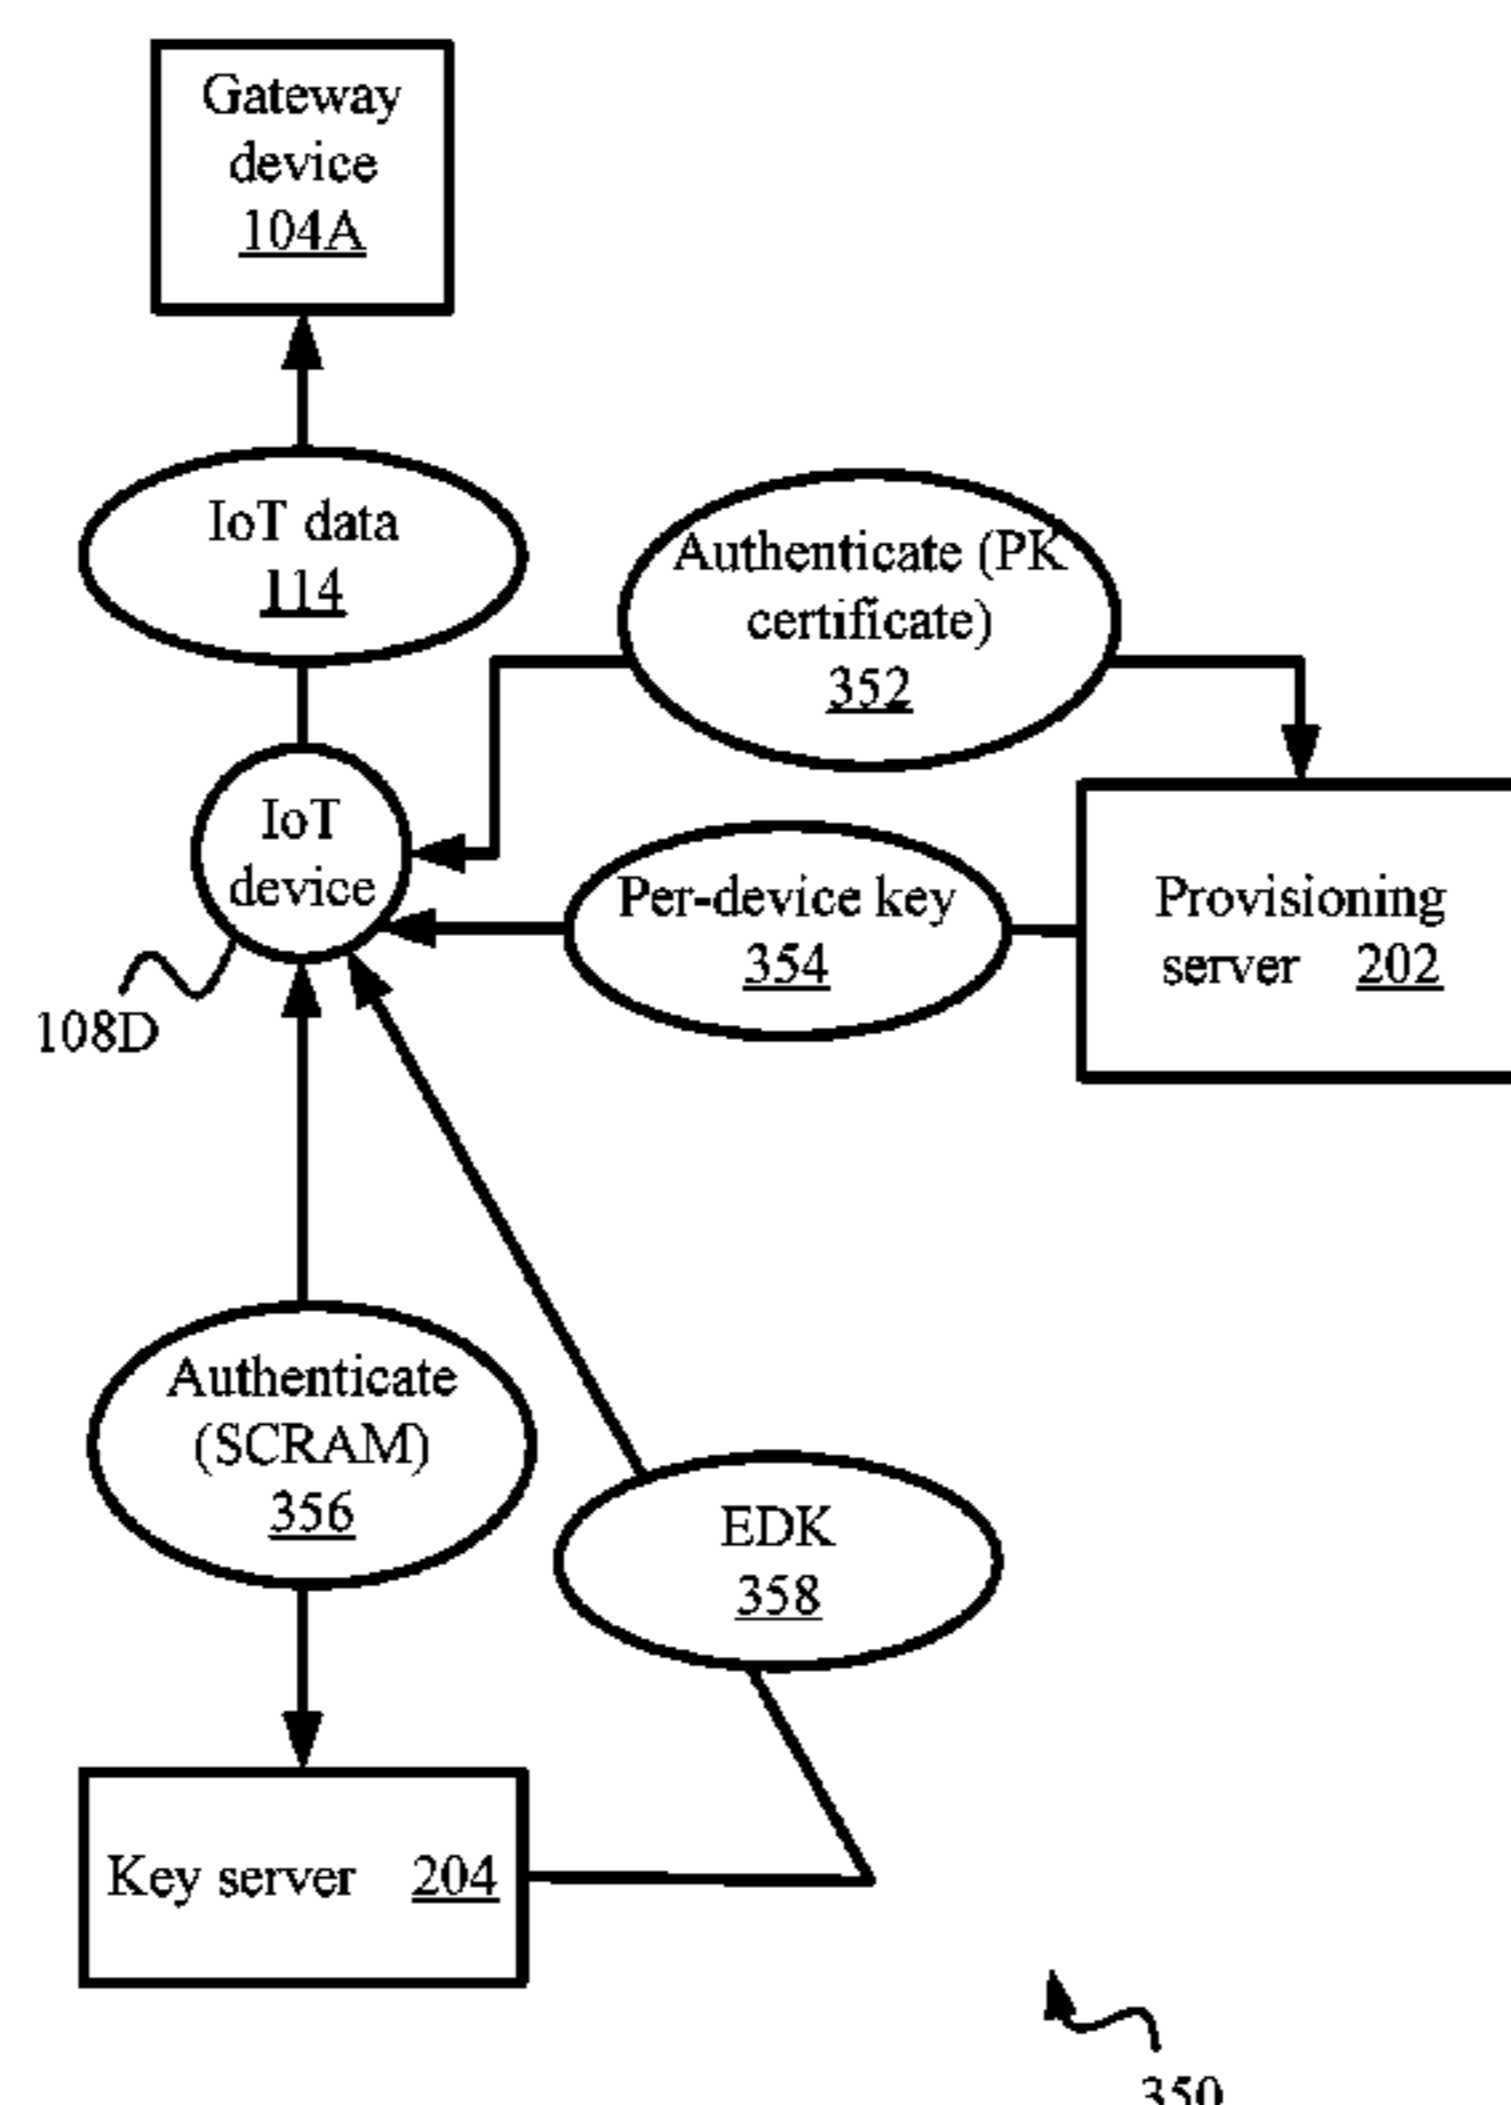 Gateway
device
104A
IoT data
114
Authenticate (PK
certificate)
352
IoT
device
Per-device key
354
Provisioning
server 202
108D
Authenticate
(SCRAM)
356
EDK
358
Key server 204
350